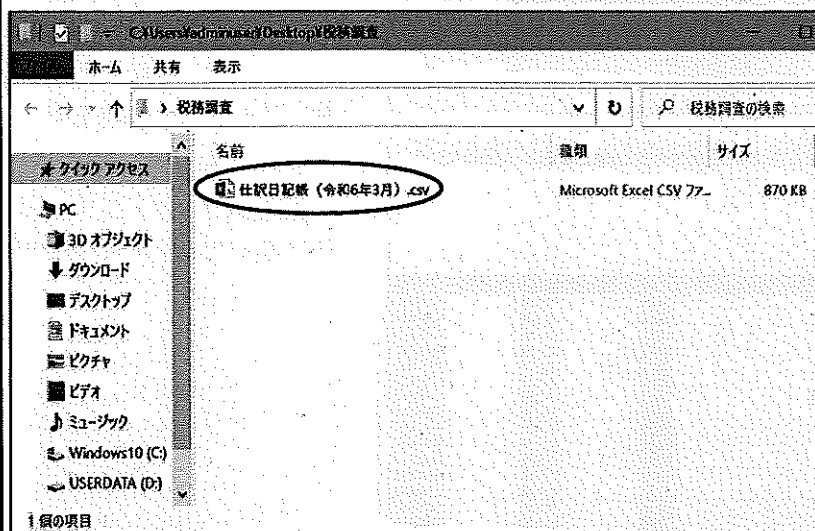 C:¥Users¥adminuser¥Desktop¥税務調査
ホーム 共有 表示
税務調査
税務調査の検索
名前 種類 サイズ
仕訳日記帳（令和6年3月）.csv Microsoft Excel CSV ファ... 870 KB
クイック アクセス
PC
3D オブジェクト
ダウンロード
デスクトップ
ドキュメント
ピクチャ
ビデオ
ミュージック
Windows10 (C:)
USERDATA (D:)
1 個の項目